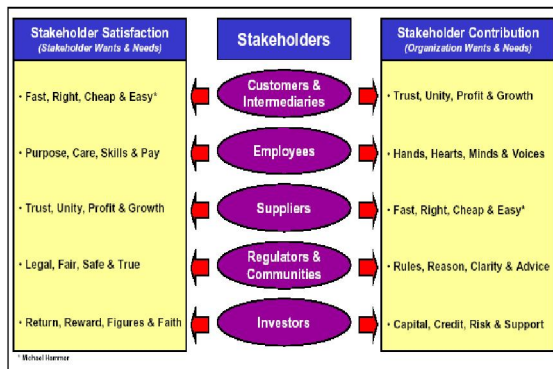 Stakeholder Satisfaction
(Stakeholder Wants & Needs)
Stakeholders
Stakeholder Contribution
(Organization Wants & Needs)
• Fast, Right, Cheap & Easy*
Customers &
Intermediaries
• Trust, Unity, Profit & Growth
• Purpose, Care, Skills & Pay
Employees
• Hands, Hearts, Minds & Voices
• Trust, Unity, Profit & Growth
Suppliers
• Fast, Right, Cheap & Easy*
• Legal, Fair, Safe & True
Regulators &
Communities
• Rules, Reason, Clarity & Advice
• Return, Reward, Figures & Faith
Investors
• Capital, Credit, Risk & Support
* Michael Hammer